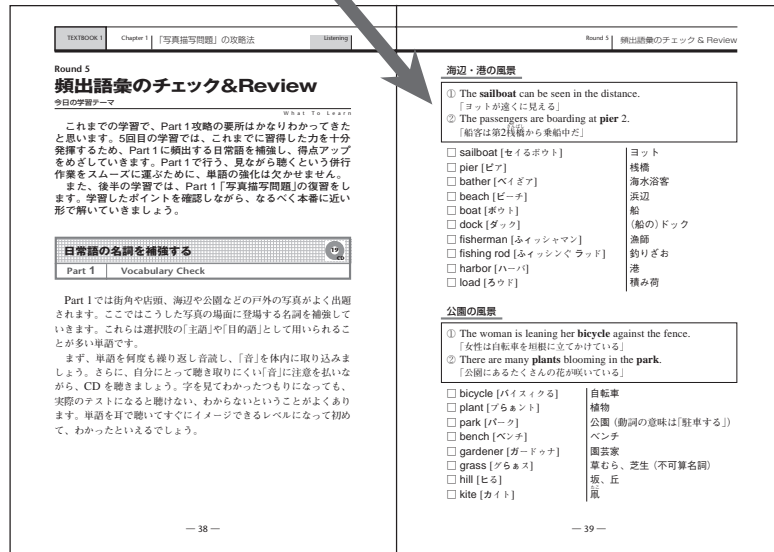 TEXTBOOK 1 Chapter 1 「写真描写問題」の攻略法 Listening
Round 5
頻出語彙のチェック&Review
今日の学習テーマ
What To Learn
これまでの学習で、Part 1攻略の要所はかなりわかってきた
と思います。5回目の学習では、これまでに習得した力を十分
発揮するため、Part 1に頻出する日常語を補強し、得点アップ
をめざしていきます。Part 1で行う、見ながら聴くという併行
作業をスムーズに運ぶために、単語の強化は欠かせません。
また、後半の学習では、Part 1「写真描写問題」の復習をし
ます。学習したポイントを確認しながら、なるべく本番に近い
形で解いていきましょう。
日常語の名詞を補強する 19 CD
Part 1 Vocabulary Check
Part 1では街角や店頭、海辺や公園などの戸外の写真がよく出題
されます。ここではこうした写真の場面に登場する名詞を補強して
いきます。これらは選択肢の「主語」や「目的語」として用いられるこ
とが多い単語です。
まず、単語を何度も繰り返し音読し、「音」を体内に取り込みま
しょう。さらに、自分にとって聴き取りにくい「音」に注意を払いな
がら、CD を聴きましょう。字を見てわかったつもりになっても、
実際のテストになると聴けない、わからないということがよくあり
ます。単語を耳で聴いてすぐにイメージできるレベルになって初め
て、わかったといえるでしょう。
— 38 —
Round 5 頻出語彙のチェック & Review
海辺・港の風景
① The sailboat can be seen in the distance.
「ヨットが遠くに見える」
② The passengers are boarding at pier 2.
「船客は第2桟橋から乗船中だ」
□ sailboat [セイるボウト] ヨット
□ pier [ピア] 桟橋
□ bather [ベイざア] 海水浴客
□ beach [ビーチ] 浜辺
□ boat [ボウト] 船
□ dock [ダック] (船の)ドック
□ fisherman [ふィッシャマン] 漁師
□ fishing rod [ふィッシンぐ ラッド] 釣りざお
□ harbor [ハーバ] 港
□ load [ろウド] 積み荷
公園の風景
① The woman is leaning her bicycle against the fence.
「女性は自転車を垣根に立てかけている」
② There are many plants blooming in the park.
「公園にあるたくさんの花が咲いている」
□ bicycle [バイスィクる] 自転車
□ plant [プらぁント] 植物
□ park [パーク] 公園 (動詞の意味は「駐車する」)
□ bench [ベンチ] ベンチ
□ gardener [ガードゥナ] 園芸家
□ grass [グらぁス] 草むら、芝生 (不可算名詞)
□ hill [ヒる] 坂、丘
□ kite [カイト] 凧
— 39 —